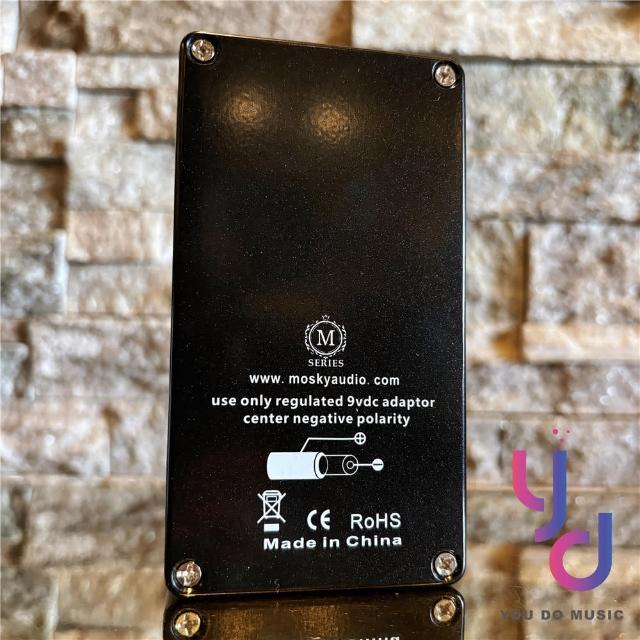 M
SERIES
www.moskyaudio.com
use only regulated 9vdc adaptor
center negative polarity
+
-
CE RoHS
Made in China
yd
YOU DO MUSIC